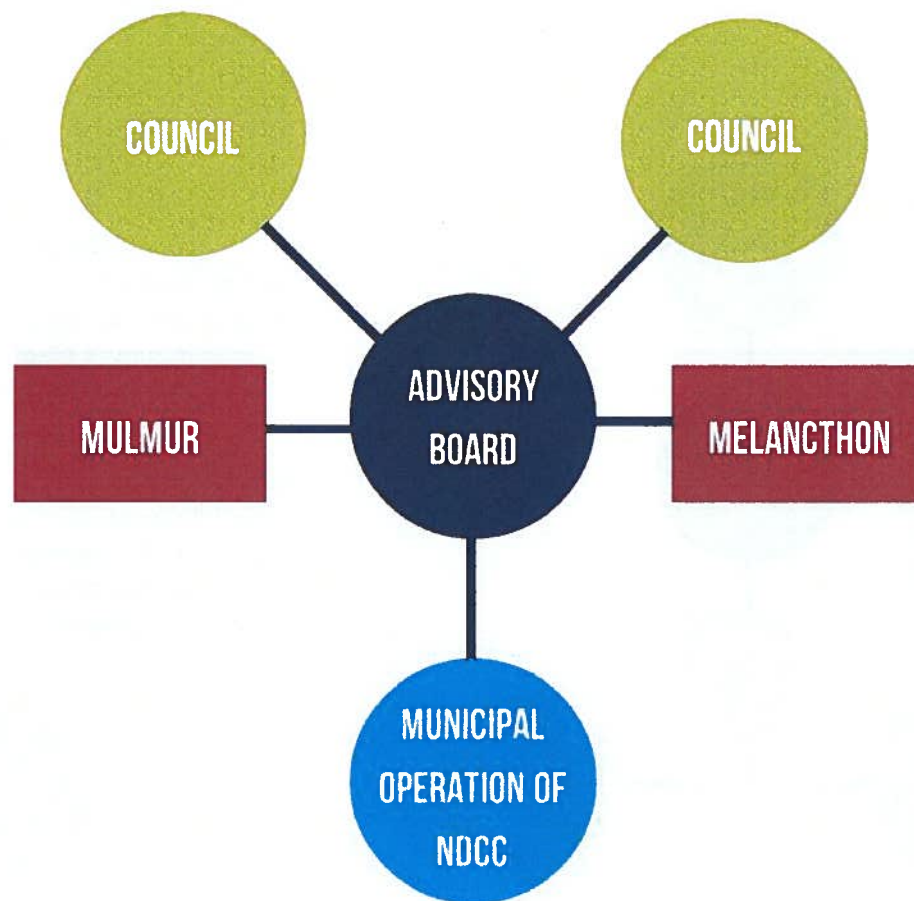 COUNCIL
COUNCIL
ADVISORY
BOARD
MULMUR
MELANCTHON
MUNICIPAL
OPERATION OF
NDCC